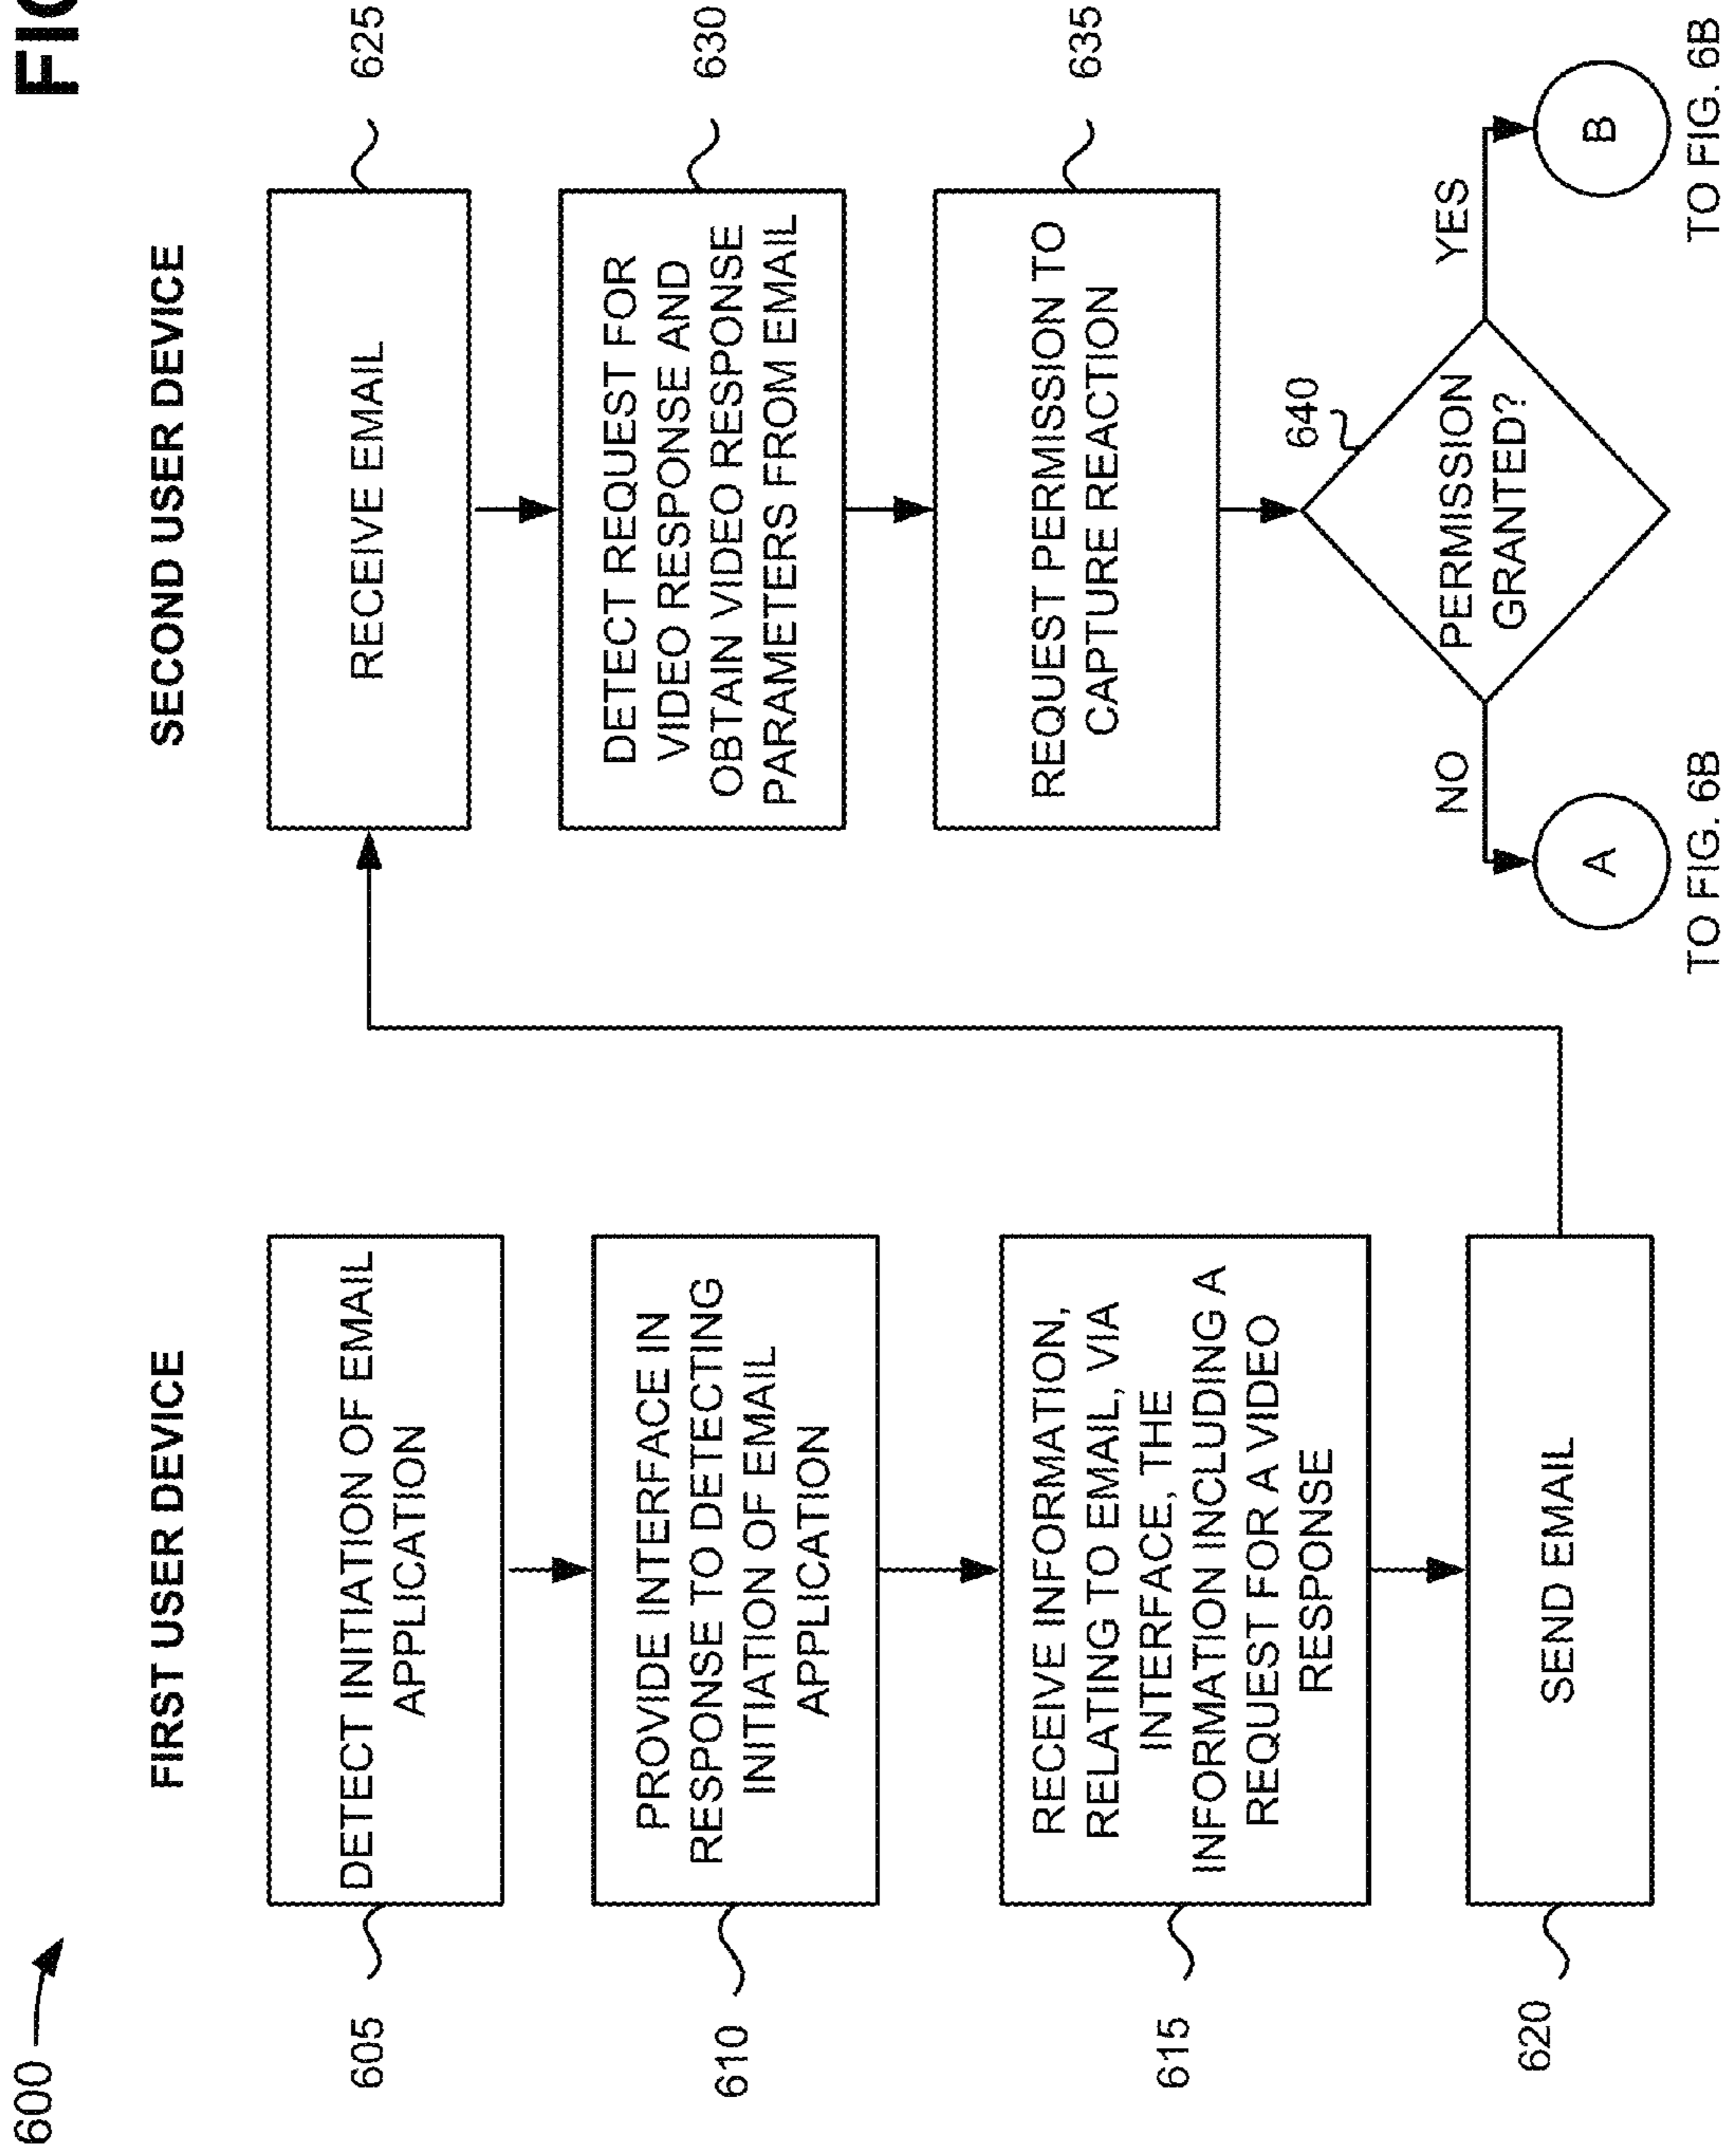 FIG
600
FIRST USER DEVICE
605
DETECT INITIATION OF EMAIL
APPLICATION
610
PROVIDE INTERFACE IN
RESPONSE TO DETECTING
INITIATION OF EMAIL
APPLICATION
615
RECEIVE INFORMATION,
RELATING TO EMAIL, VIA
INTERFACE, THE
INFORMATION INCLUDING A
REQUEST FOR A VIDEO
RESPONSE
620
SEND EMAIL
SECOND USER DEVICE
RECEIVE EMAIL
625
DETECT REQUEST FOR
VIDEO RESPONSE AND
OBTAIN VIDEO RESPONSE
PARAMETERS FROM EMAIL
630
REQUEST PERMISSION TO
CAPTURE REACTION
635
640
PERMISSION
GRANTED?
NO
YES
A
B
TO FIG. 6B
TO FIG. 6B